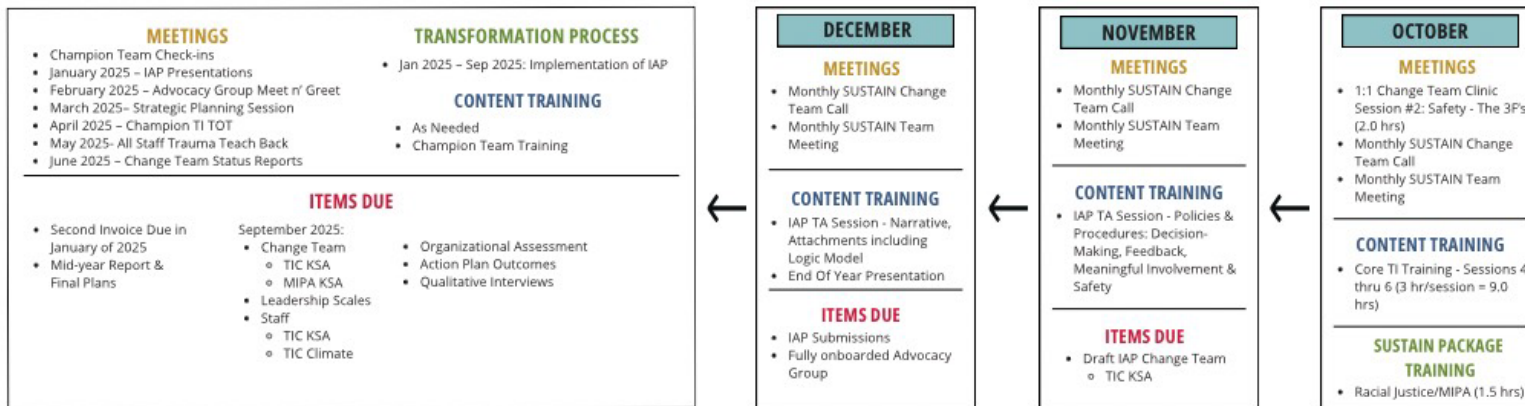 MEETINGS
• Champion Team Check-ins
• January 2025 – IAP Presentations
• February 2025 – Advocacy Group Meet n' Greet
• March 2025– Strategic Planning Session
• April 2025 – Champion TI TOT
• May 2025- All Staff Trauma Teach Back
• June 2025 – Change Team Status Reports
TRANSFORMATION PROCESS
• Jan 2025 – Sep 2025: Implementation of IAP
CONTENT TRAINING
• As Needed
• Champion Team Training
ITEMS DUE
• Second Invoice Due in
January of 2025
• Mid-year Report &
Final Plans
September 2025:
• Change Team
○ TIC KSA
○ MIPA KSA
• Leadership Scales
• Staff
○ TIC KSA
○ TIC Climate
• Organizational Assessment
• Action Plan Outcomes
• Qualitative Interviews
DECEMBER
MEETINGS
• Monthly SUSTAIN Change
Team Call
• Monthly SUSTAIN Team
Meeting
CONTENT TRAINING
• IAP TA Session - Narrative,
Attachments including
Logic Model
• End Of Year Presentation
ITEMS DUE
• IAP Submissions
• Fully onboarded Advocacy
Group
NOVEMBER
MEETINGS
• Monthly SUSTAIN Change
Team Call
• Monthly SUSTAIN Team
Meeting
CONTENT TRAINING
• IAP TA Session - Policies &
Procedures: Decision-
Making, Feedback,
Meaningful Involvement &
Safety
ITEMS DUE
• Draft IAP Change Team
○ TIC KSA
OCTOBER
MEETINGS
• 1:1 Change Team Clinic
Session #2: Safety - The 3F's
(2.0 hrs)
• Monthly SUSTAIN Change
Team Call
• Monthly SUSTAIN Team
Meeting
CONTENT TRAINING
• Core TI Training - Sessions 4
thru 6 (3 hr/session = 9.0
hrs)
SUSTAIN PACKAGE
TRAINING
• Racial Justice/MIPA (1.5 hrs)